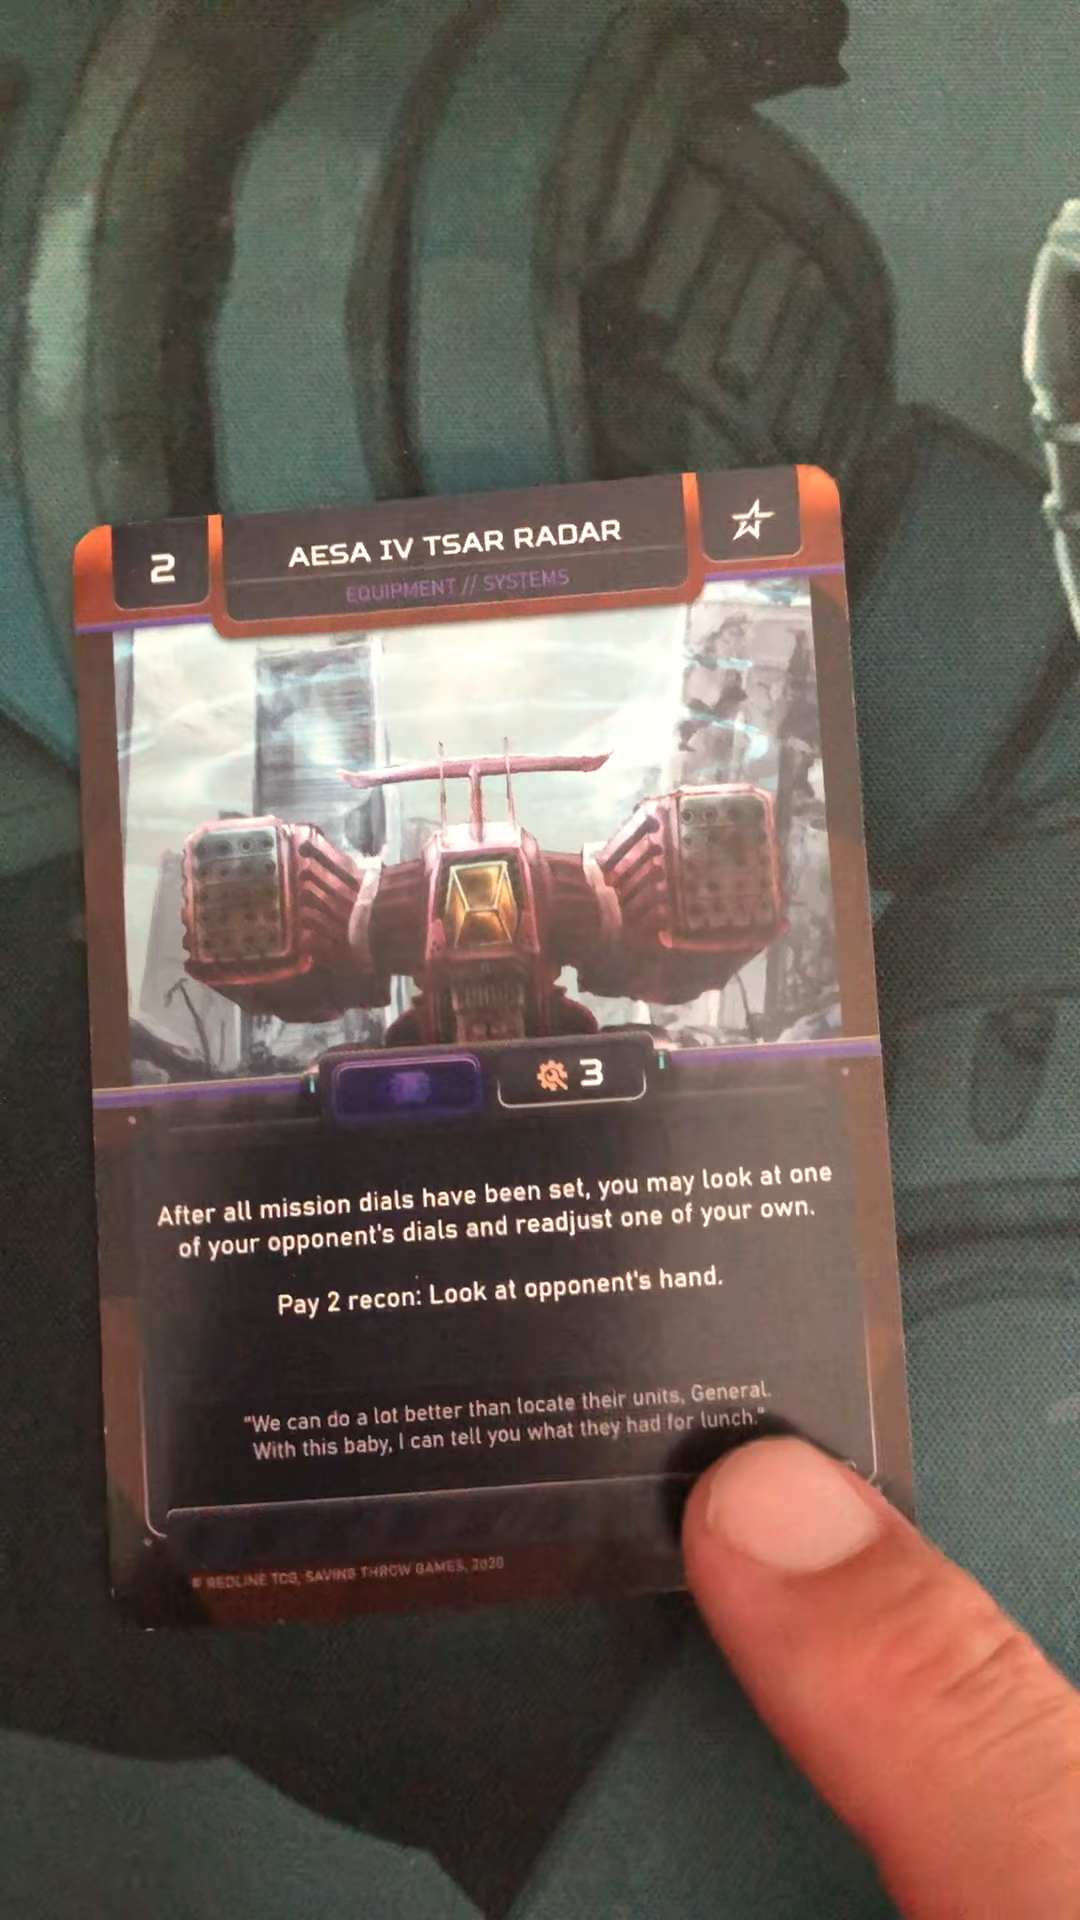 2
AESA IV TSAR RADAR
EQUIPMENT // SYSTEMS
3
After all mission dials have been set, you may look at one
of your opponent's dials and readjust one of your own.
Pay 2 recon: Look at opponent's hand.
"We can do a lot better than locate their units, General.
With this baby, I can tell you what they had for lunch."
© REDLINE TCG, SAVING THROW GAMES, 2020